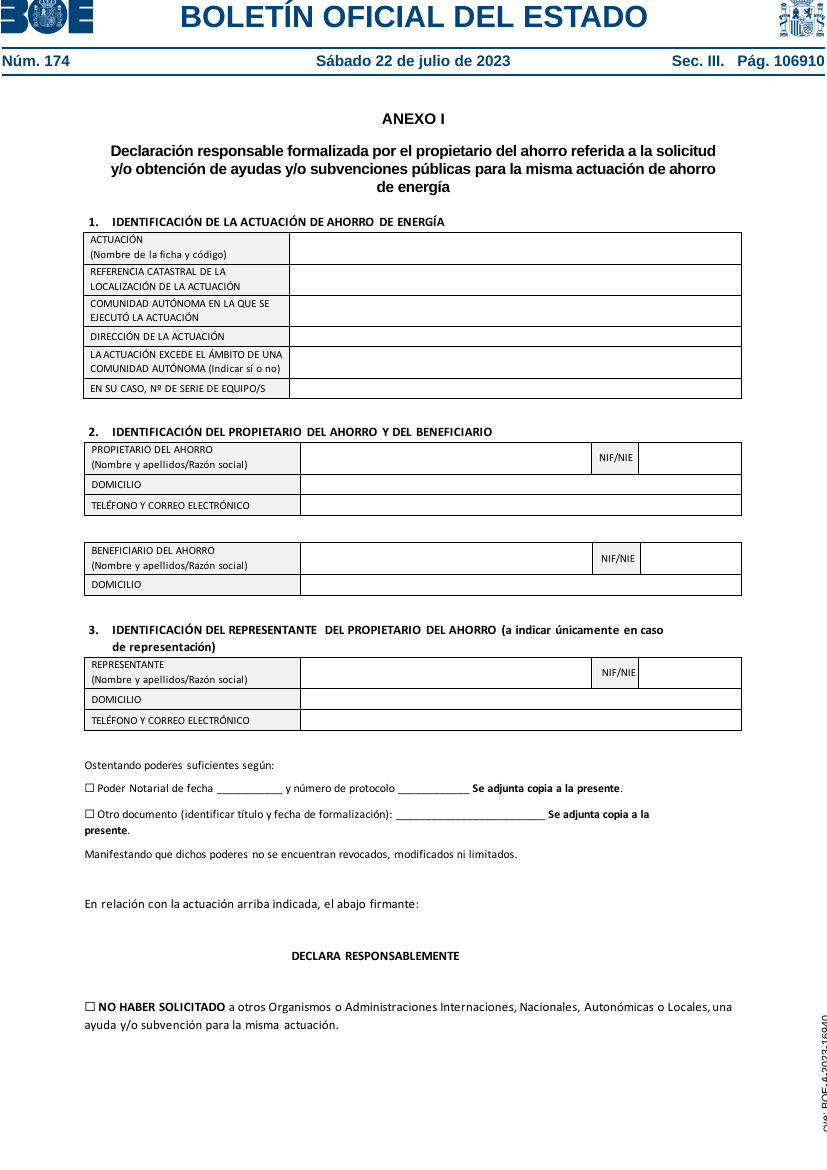 BOE
BOLETÍN OFICIAL DEL ESTADO
Núm. 174 Sábado 22 de julio de 2023 Sec. III. Pág. 106910
ANEXO I
Declaración responsable formalizada por el propietario del ahorro referida a la solicitud
y/o obtención de ayudas y/o subvenciones públicas para la misma actuación de ahorro
de energía
1. IDENTIFICACIÓN DE LA ACTUACIÓN DE AHORRO DE ENERGÍA
ACTUACIÓN
(Nombre de la ficha y código)
REFERENCIA CATASTRAL DE LA
LOCALIZACIÓN DE LA ACTUACIÓN
COMUNIDAD AUTÓNOMA EN LA QUE SE
EJECUTÓ LA ACTUACIÓN
DIRECCIÓN DE LA ACTUACIÓN
LA ACTUACIÓN EXCEDE EL ÁMBITO DE UNA
COMUNIDAD AUTÓNOMA (Indicar sí o no)
EN SU CASO, Nº DE SERIE DE EQUIPO/S
2. IDENTIFICACIÓN DEL PROPIETARIO DEL AHORRO Y DEL BENEFICIARIO
PROPIETARIO DEL AHORRO
(Nombre y apellidos/Razón social)
NIF/NIE
DOMICILIO
TELÉFONO Y CORREO ELECTRÓNICO
BENEFICIARIO DEL AHORRO
(Nombre y apellidos/Razón social)
NIF/NIE
DOMICILIO
3. IDENTIFICACIÓN DEL REPRESENTANTE DEL PROPIETARIO DEL AHORRO (a indicar únicamente en caso
de representación)
REPRESENTANTE
(Nombre y apellidos/Razón social)
NIF/NIE
DOMICILIO
TELÉFONO Y CORREO ELECTRÓNICO
Ostentando poderes suficientes según:
☐ Poder Notarial de fecha ___________ y número de protocolo ____________ Se adjunta copia a la presente.
☐ Otro documento (identificar título y fecha de formalización): _________________________ Se adjunta copia a la
presente.
Manifestando que dichos poderes no se encuentran revocados, modificados ni limitados.
En relación con la actuación arriba indicada, el abajo firmante:
DECLARA RESPONSABLEMENTE
☐ NO HABER SOLICITADO a otros Organismos o Administraciones Internaciones, Nacionales, Autonómicas o Locales, una
ayuda y/o subvención para la misma actuación.
cve: BOE-A-2023-16940